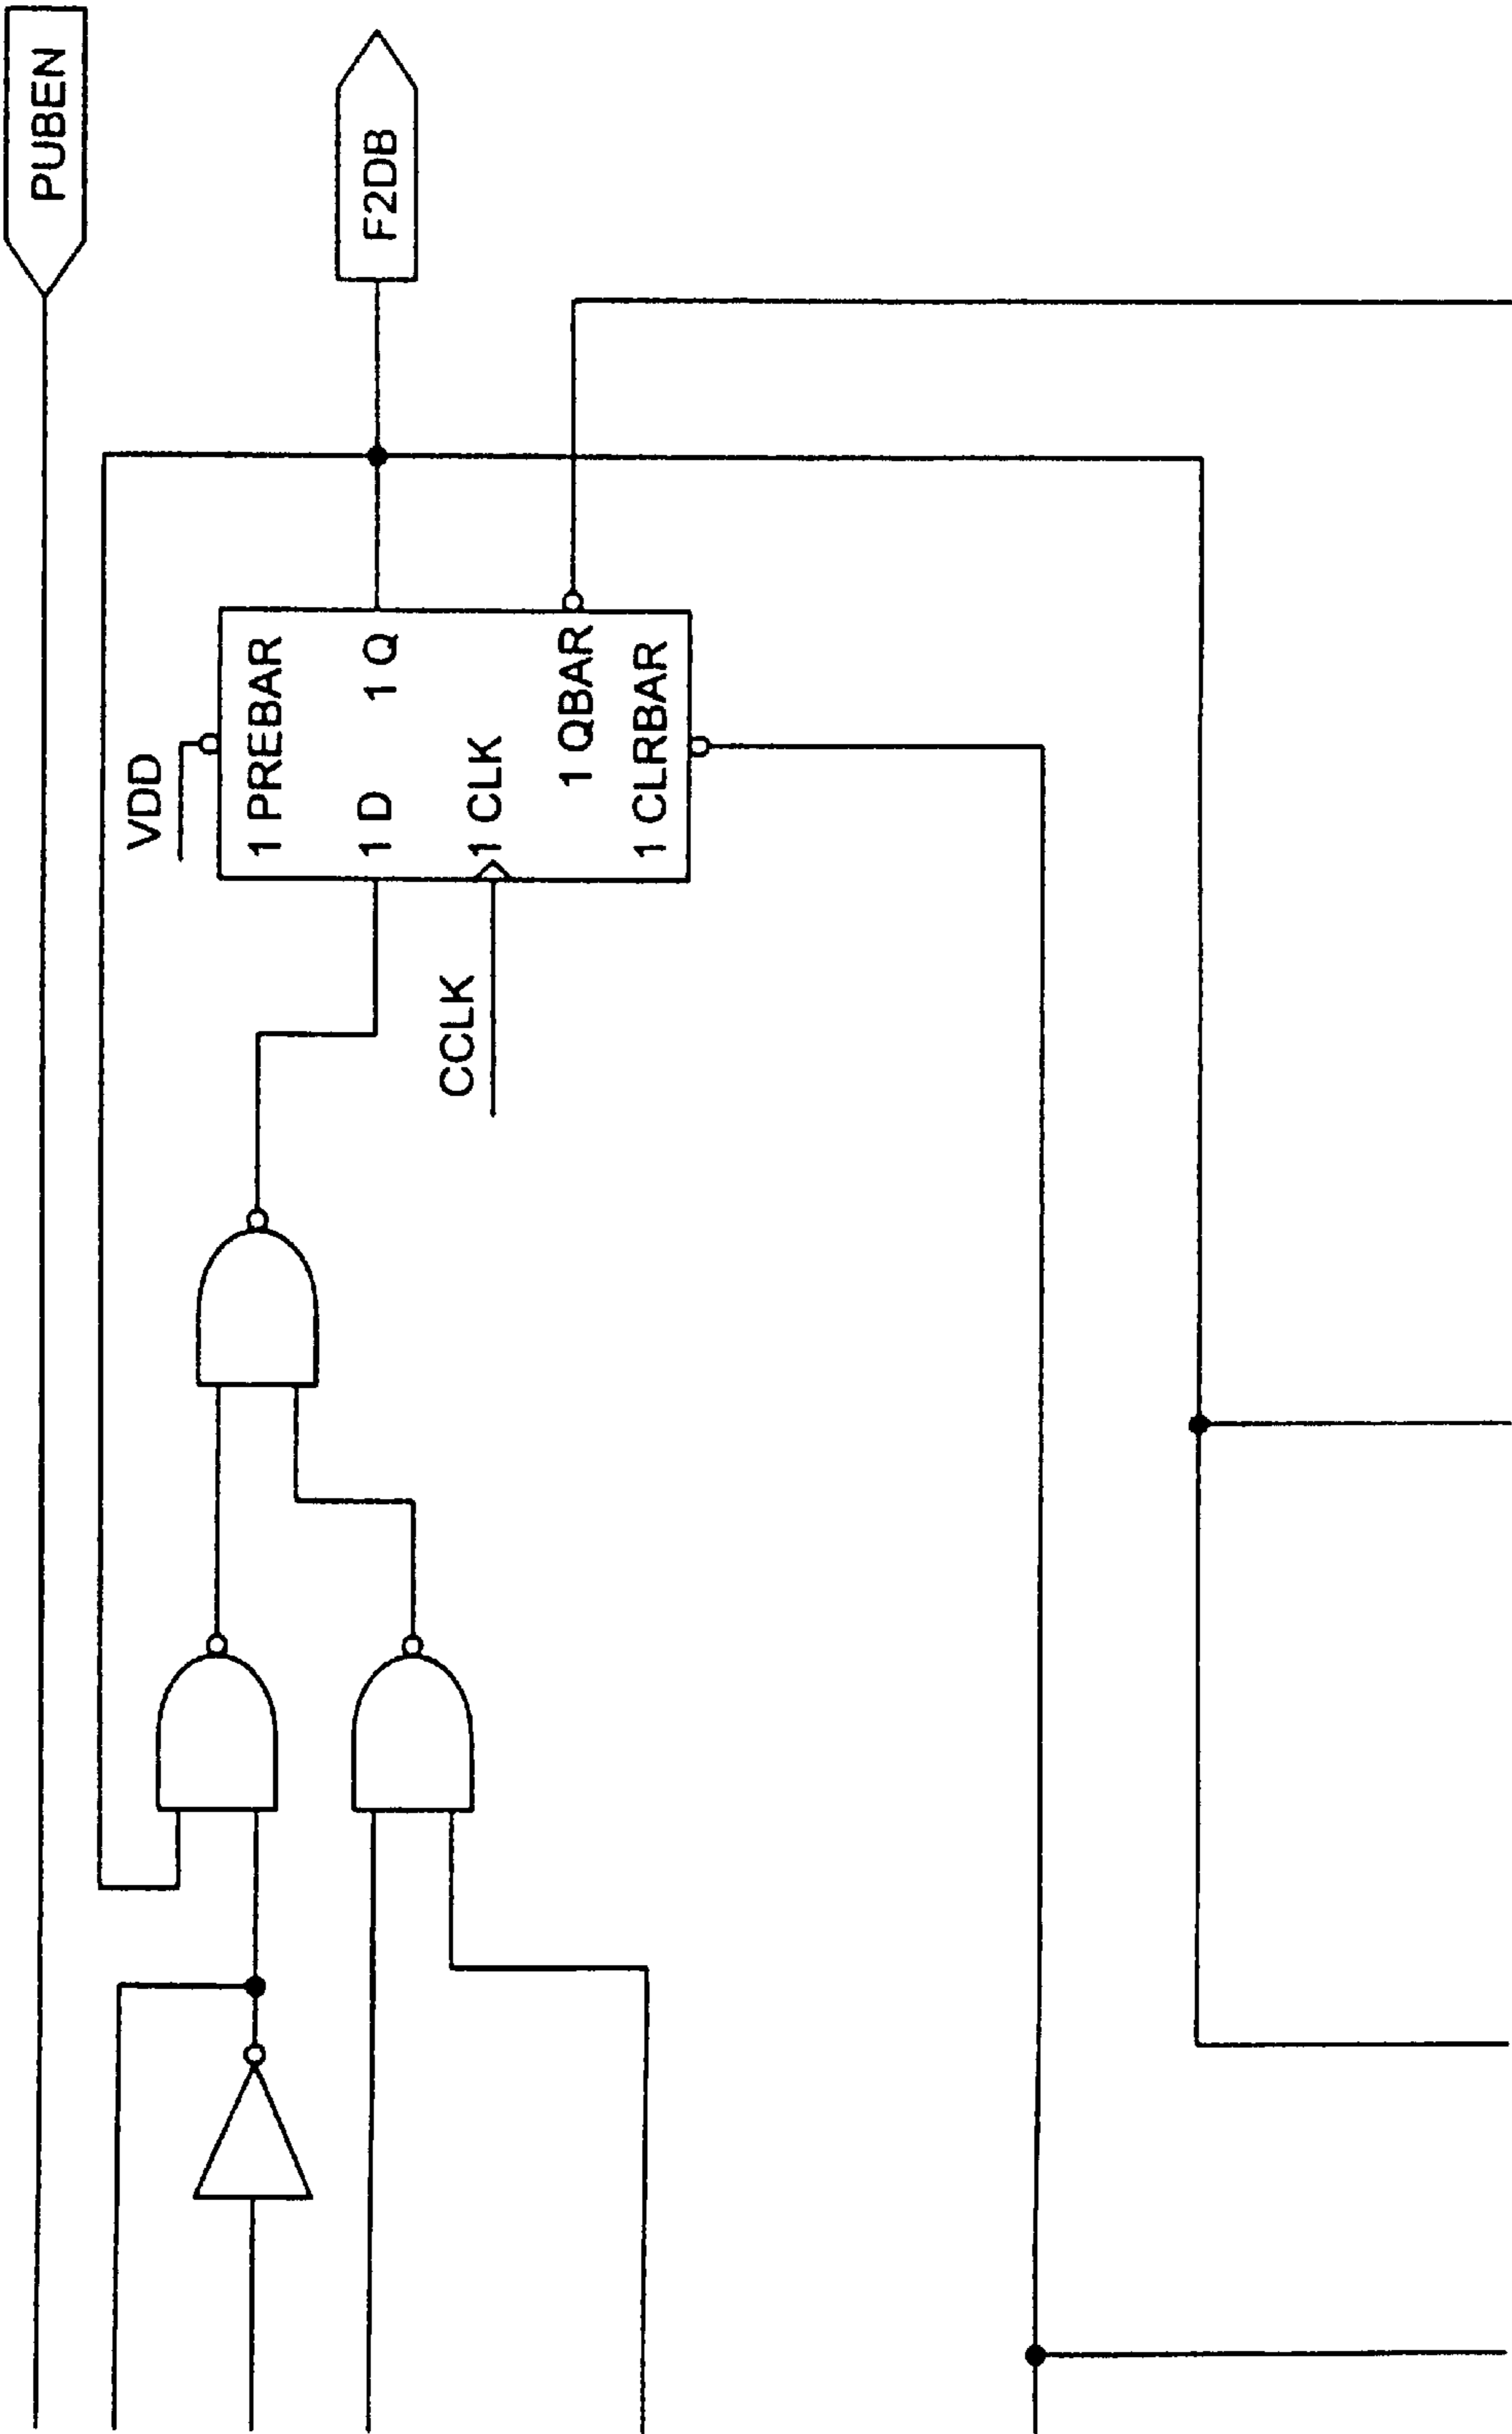 PUBEN
F2DB
VDD
1 PREBAR
1 D 1 Q
1 CLK
1 QBAR
1 CLRBAR
CCLK